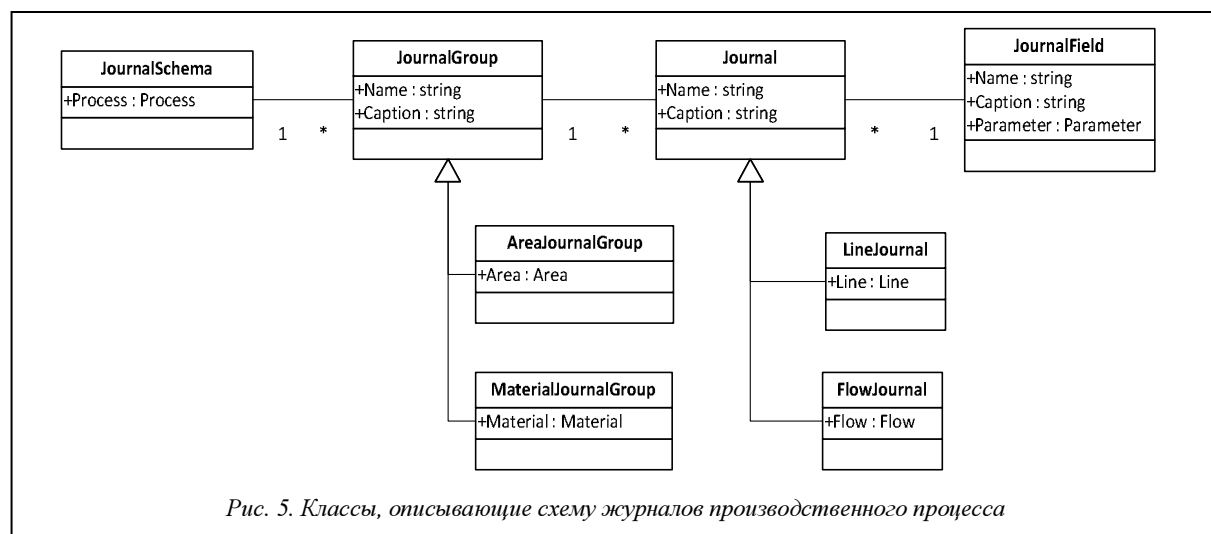 JournalSchema
+Process : Process
1
*
JournalGroup
+Name : string
+Caption : string
1
*
Journal
+Name : string
+Caption : string
*
1
JournalField
+Name : string
+Caption : string
+Parameter : Parameter
AreaJournalGroup
+Area : Area
LineJournal
+Line : Line
MaterialJournalGroup
+Material : Material
FlowJournal
+Flow : Flow
Рис. 5. Классы, описывающие схему журналов производственного процесса